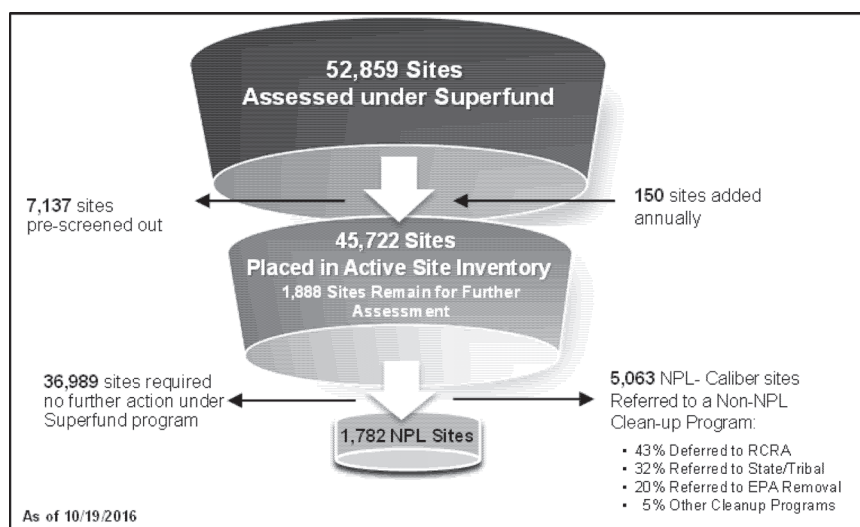 52,859 Sites
Assessed under Superfund
7,137 sites
pre-screened out
150 sites added
annually
45,722 Sites
Placed in Active Site Inventory
1,888 Sites Remain for Further
Assessment
36,989 sites required
no further action under
Superfund program
5,063 NPL- Caliber sites
Referred to a Non-NPL
Clean-up Program:
• 43% Deferred to RCRA
• 32% Referred to State/Tribal
• 20% Referred to EPA Removal
• 5% Other Cleanup Programs
1,782 NPL Sites
As of 10/19/2016